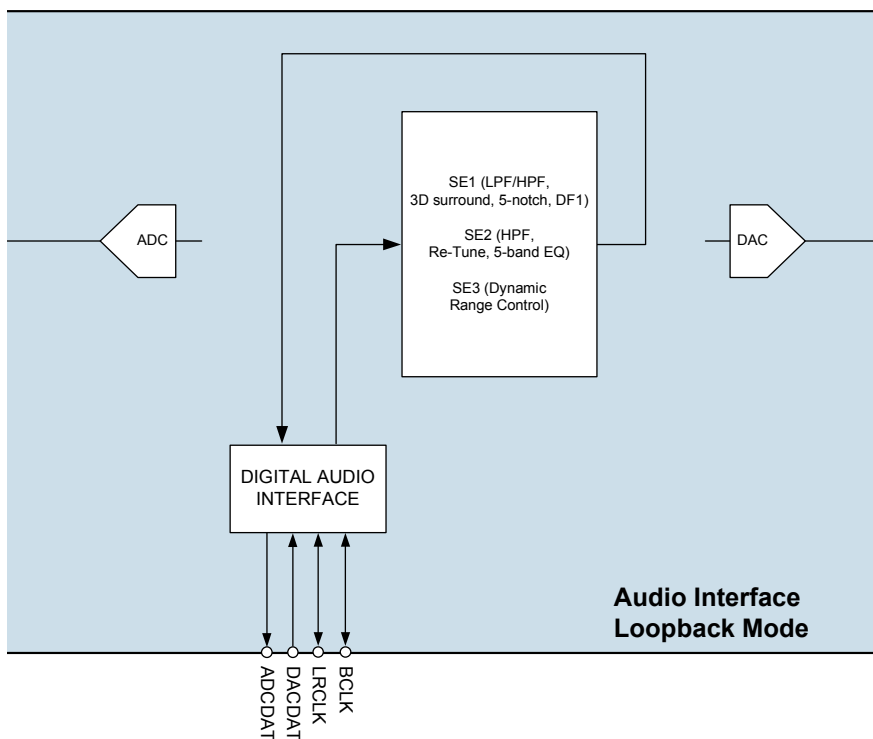 SE1 (LPF/HPF,
3D surround, 5-notch, DF1)
SE2 (HPF,
Re-Tune, 5-band EQ)
SE3 (Dynamic
Range Control)
ADC
DAC
DIGITAL AUDIO
INTERFACE
Audio Interface
Loopback Mode
ADCDAT
DACDAT
LRCLK
BCLK